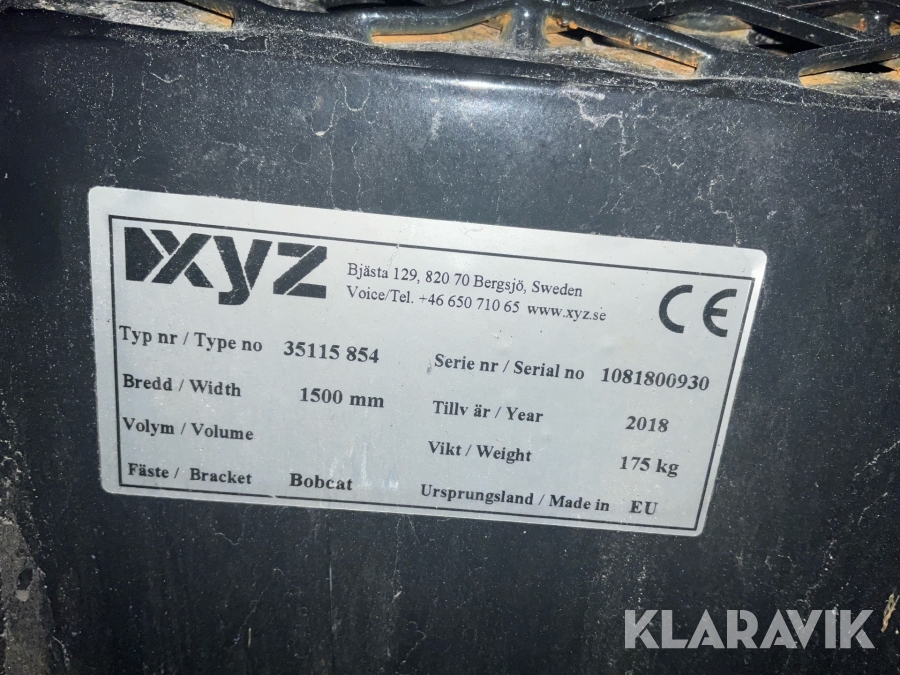 xyz
Bjästa 129, 820 70 Bergsjö, Sweden
Voice/Tel. +46 650 710 65 www.xyz.se
CE
Typ nr / Type no 35115 854 Serie nr / Serial no 1081800930
Bredd / Width 1500 mm Tillv är / Year 2018
Volym / Volume Vikt / Weight 175 kg
Fäste / Bracket Bobcat Ursprungsland / Made in EU
KLARAVIK